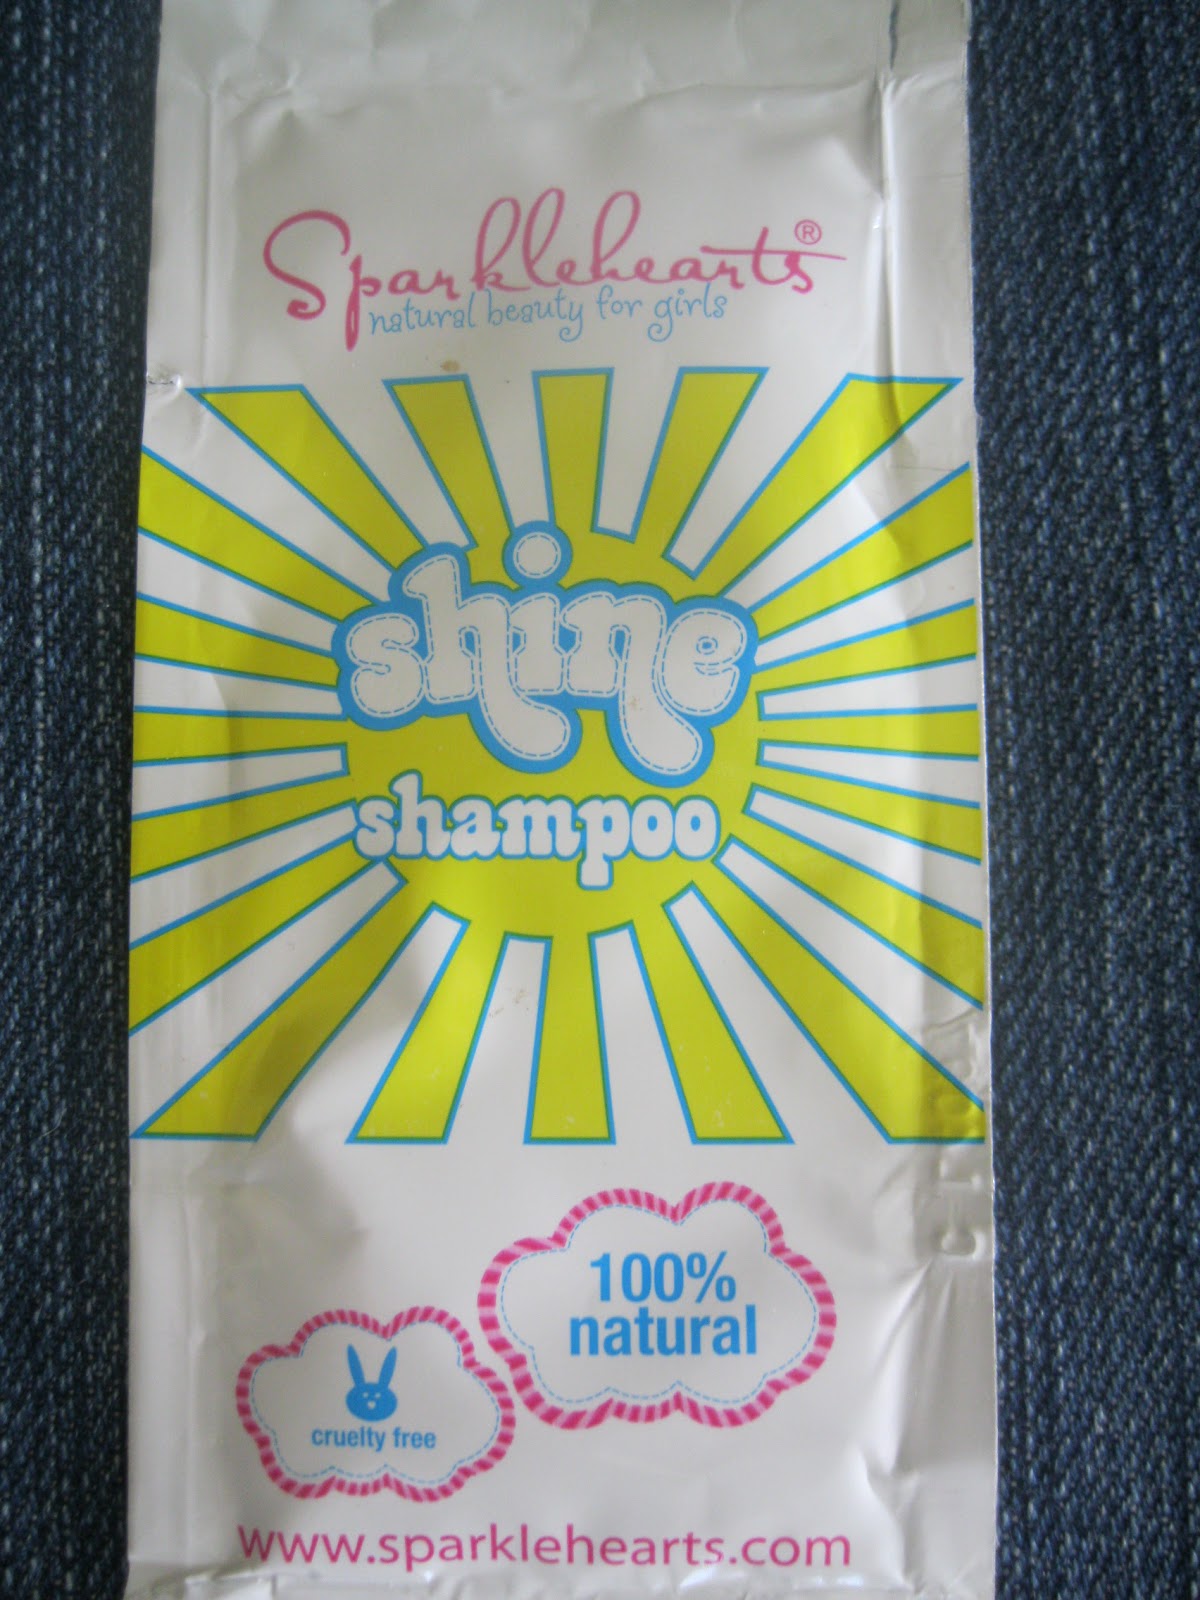 Sparklehearts®
natural beauty for girls
shine
shampoo
100%
natural
cruelty free
www.sparklehearts.com